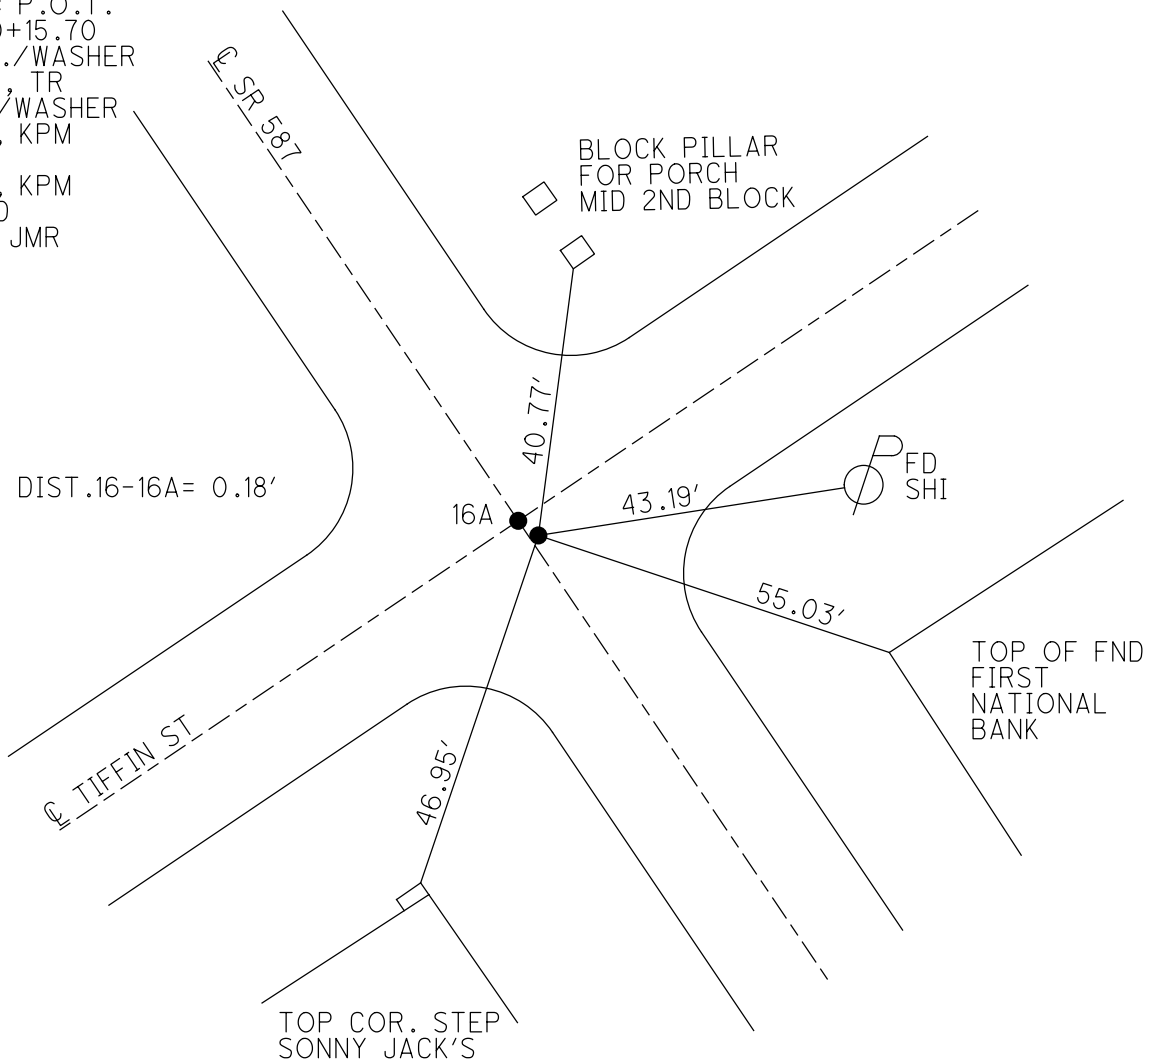 P.O.T.
+15.70
./WASHER
, TR
/WASHER
, KPM
, KPM
JMR
℄ SR 587
BLOCK PILLAR
FOR PORCH
MID 2ND BLOCK
40.77'
DIST.16-16A= 0.18'
16A
43.19'
FD
SHI
55.03'
TOP OF FND
FIRST
NATIONAL
BANK
℄ TIFFIN ST
46.95'
TOP COR. STEP
SONNY JACK'S